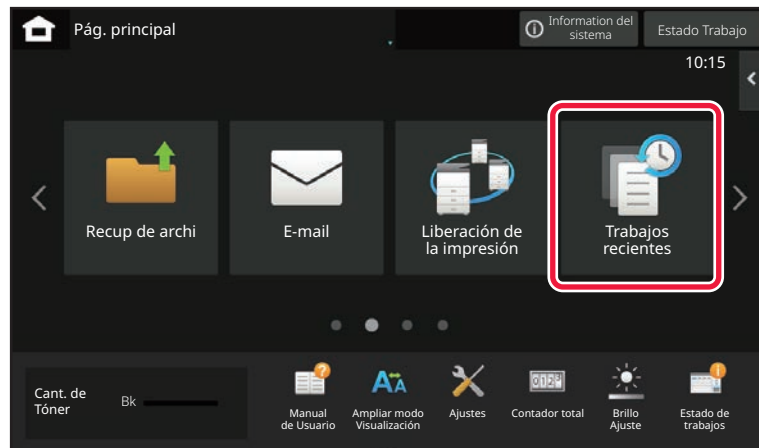 Pág. principal
Information del
sistema
Estado Trabajo
10:15
Recup de archi
E-mail
Liberación de
la impresión
Trabajos
recientes
Cant. de
Tóner
Bk
Manual
de Usuario
Ampliar modo
Visualización
Ajustes
Contador total
Brillo
Ajuste
Estado de
trabajos